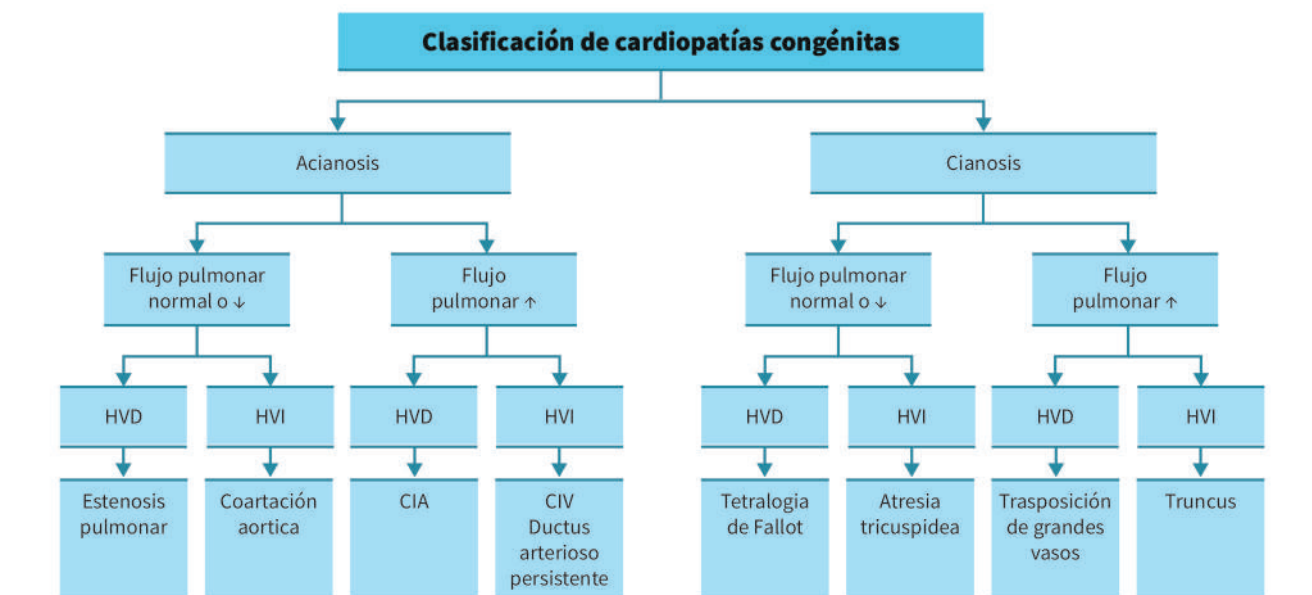 Clasificación de cardiopatías congénitas
Acianosis
Cianosis
Flujo pulmonar
normal o ↓
Flujo
pulmonar ↑
Flujo pulmonar
normal o ↓
Flujo
pulmonar ↑
HVD
HVI
HVD
HVI
HVD
HVI
HVD
HVI
Estenosis
pulmonar
Coartación
aortica
CIA
CIV
Ductus
arterioso
persistente
Tetralogia
de Fallot
Atresia
tricuspidea
Trasposición
de grandes
vasos
Truncus